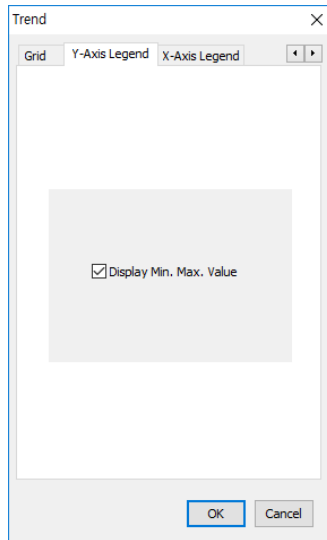 Trend
Grid Y-Axis Legend X-Axis Legend
Display Min. Max. Value
OK Cancel